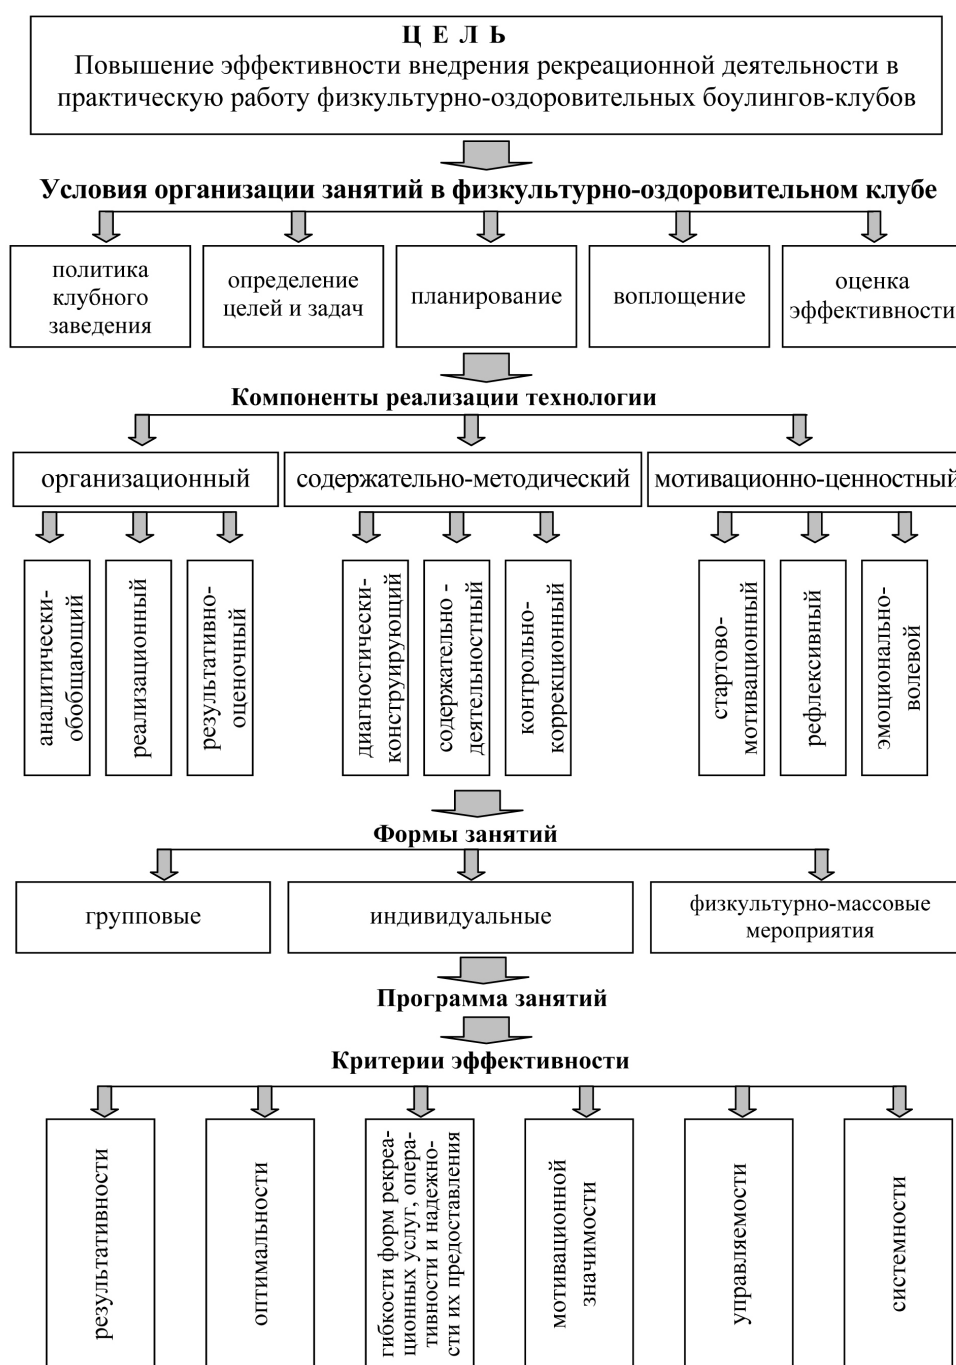 Ц Е Л Ь
Повышение эффективности внедрения рекреационной деятельности в
практическую работу физкультурно-оздоровительных боулингов-клубов
Условия организации занятий в физкультурно-оздоровительном клубе
политика
клубного
заведения
определение
целей и задач
планирование
воплощение
оценка
эффективности
Компоненты реализации технологии
организационный
содержательно-методический
мотивационно-ценностный
аналитически-
обобщающий
реализационный
результативно-
оценочный
диагностически-
конструирующий
содержательно -
деятельностный
контрольно-
коррекционный
стартово-
мотивационный
рефлексивный
эмоционально-
волевой
Формы занятий
групповые
индивидуальные
физкультурно-массовые
мероприятия
Программа занятий
Критерии эффективности
результативности
оптимальности
гибкости форм рекреа-
ционных услуг, опера-
тивности и надежно-
сти их предоставления
мотивационной
значимости
управляемости
системности